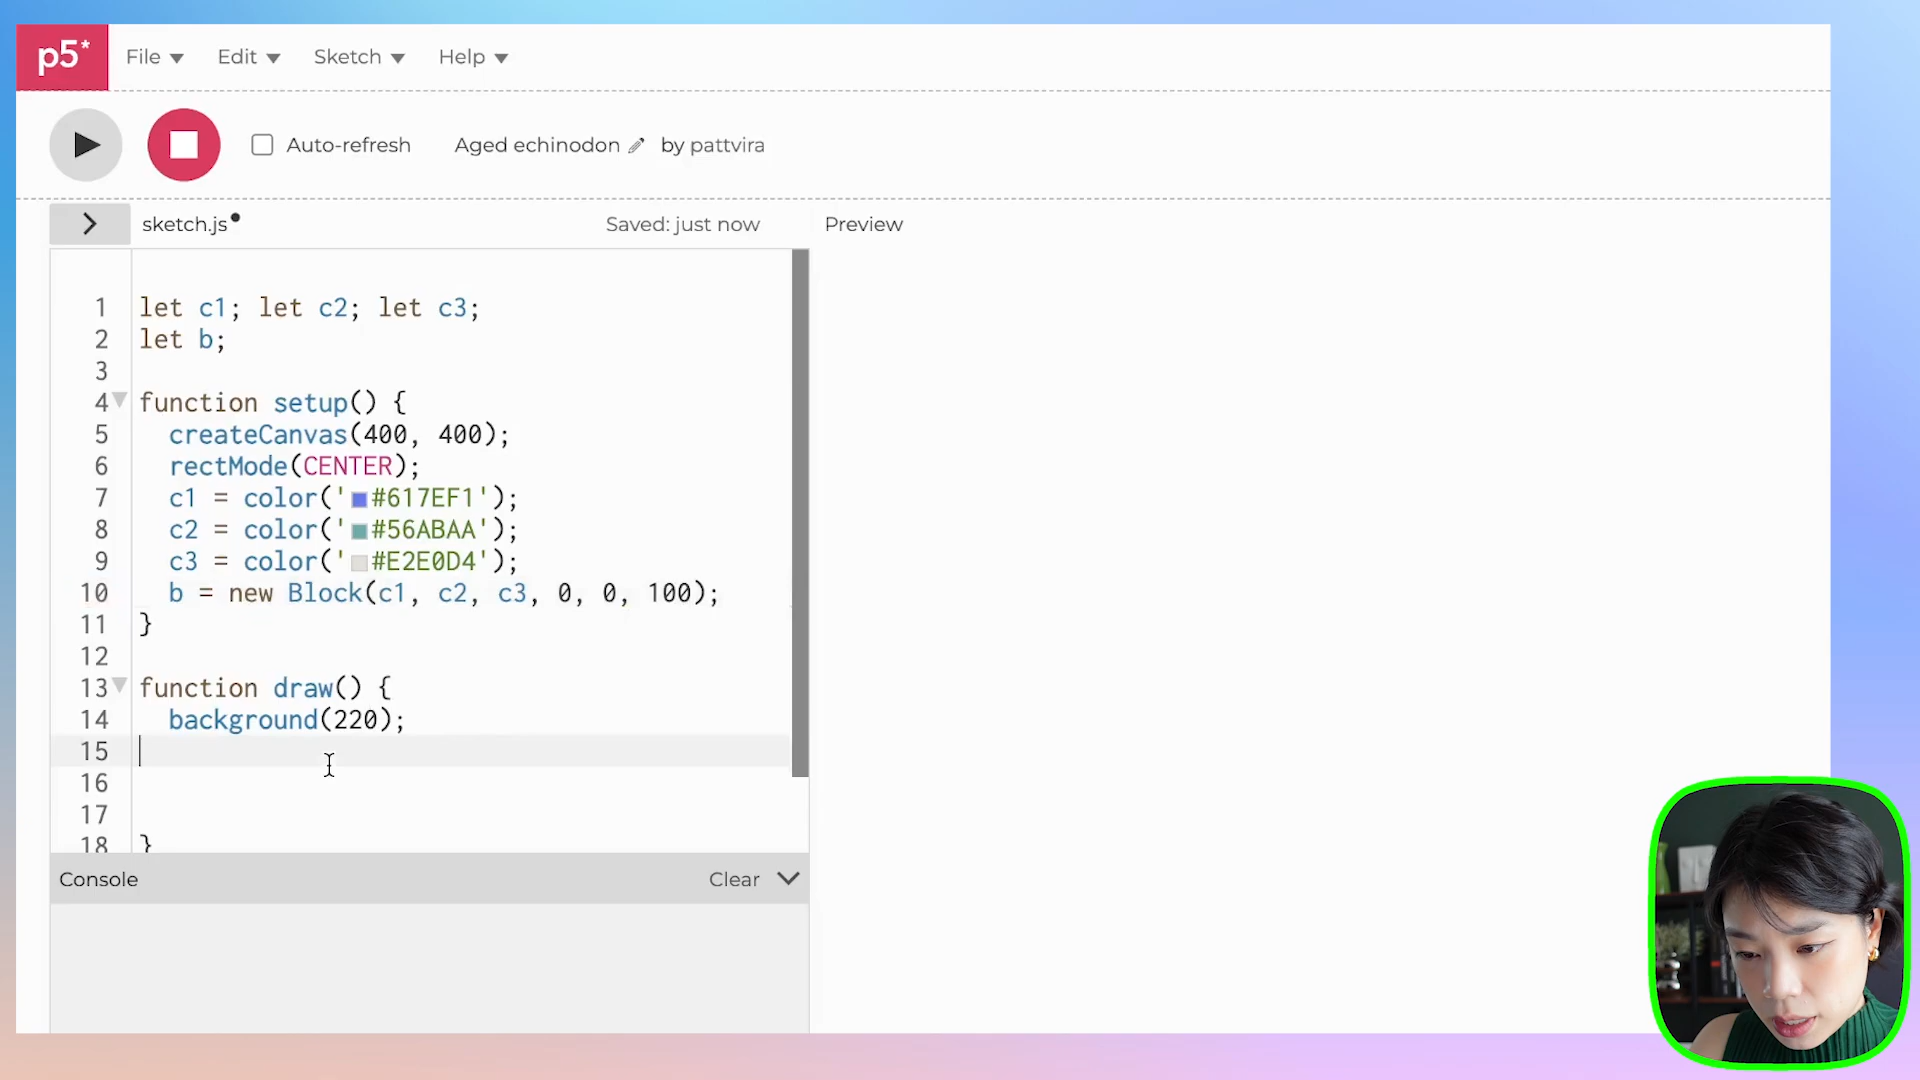 p5* File Edit Sketch Help
Auto-refresh Aged echinodon by pattvira
sketch.js Saved: just now Preview
1 let c1; let c2; let c3;
2 let b;
3
4 function setup() {
5 createCanvas(400, 400);
6 rectMode(CENTER);
7 c1 = color('#617EF1');
8 c2 = color('#56ABAA');
9 c3 = color('#E2E0D4');
10 b = new Block(c1, c2, c3, 0, 0, 100);
11 }
12
13 function draw() {
14 background(220);
15
16
17
18 }
Console Clear